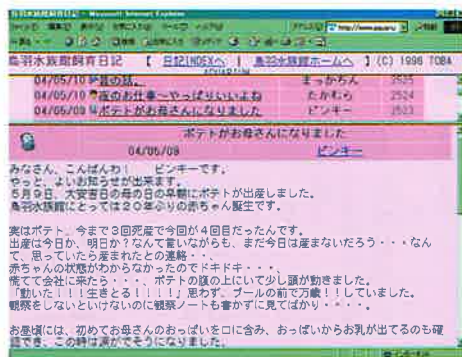 鳥羽水族館飼育日記 【 日記INDEXへ | 鳥羽水族館ホームへ 】(C) 1996 TOBA
AQUARIUM
04/05/10 昔の話。 まっかちん 2525
04/05/10 夜のお仕事〜やっぱりいいよね たかむら 2524
04/05/09 ポテトがお母さんになりました ピンキー 2523
ポテトがお母さんになりました
04/05/09 ピンキー
みなさん、こんばんわ! ピンキーです。
やっと、よいお知らせが出来ます。
5月9日、大安吉日の母の日の早朝にポテトが出産しました。
鳥羽水族館にとっては20年ぶりの赤ちゃん誕生です。
実はポテト、今まで3回死産で今回が4回目だったんです。
出産は今日か、明日か?なんて言いながらも、まだ今日は産まないだろう・・・なん
て、思っていたら産まれたとの連絡・・、
赤ちゃんの状態がわからなかったのでドキドキ・・・、
慌てて会社に来たら・・・、ポテトの腹の上にいて少し頭が動きました。
「動いた!!!生きとる!!!!」思わず、プールの前で万歳!!していました。
観察をしないといけないのに観察ノートも書かずに見てばかり・・・・。
お昼頃には、初めてお母さんのおっぱいを口に含み、おっぱいからお乳が出てるのも確
認でき、この時は涙がでそうになりました。